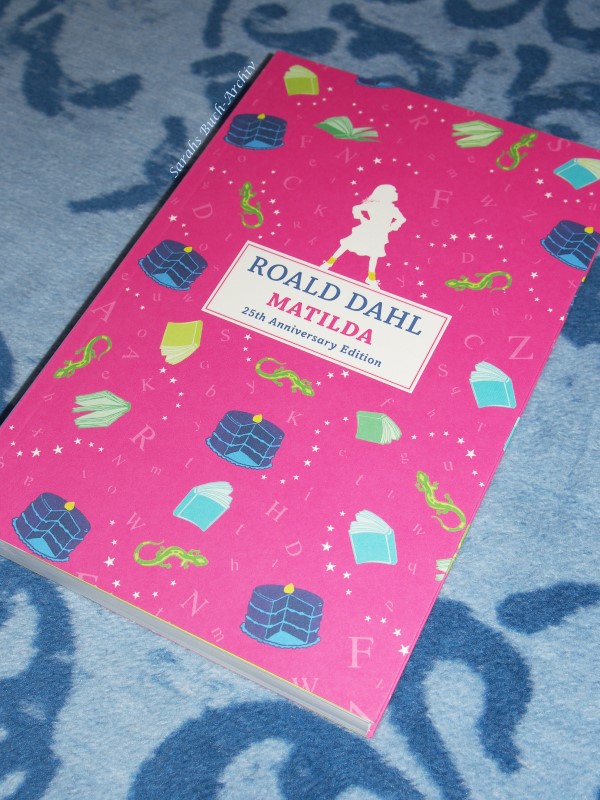 Sarahs Buch-Archiv
ROALD DAHL
MATILDA
25th Anniversary Edition